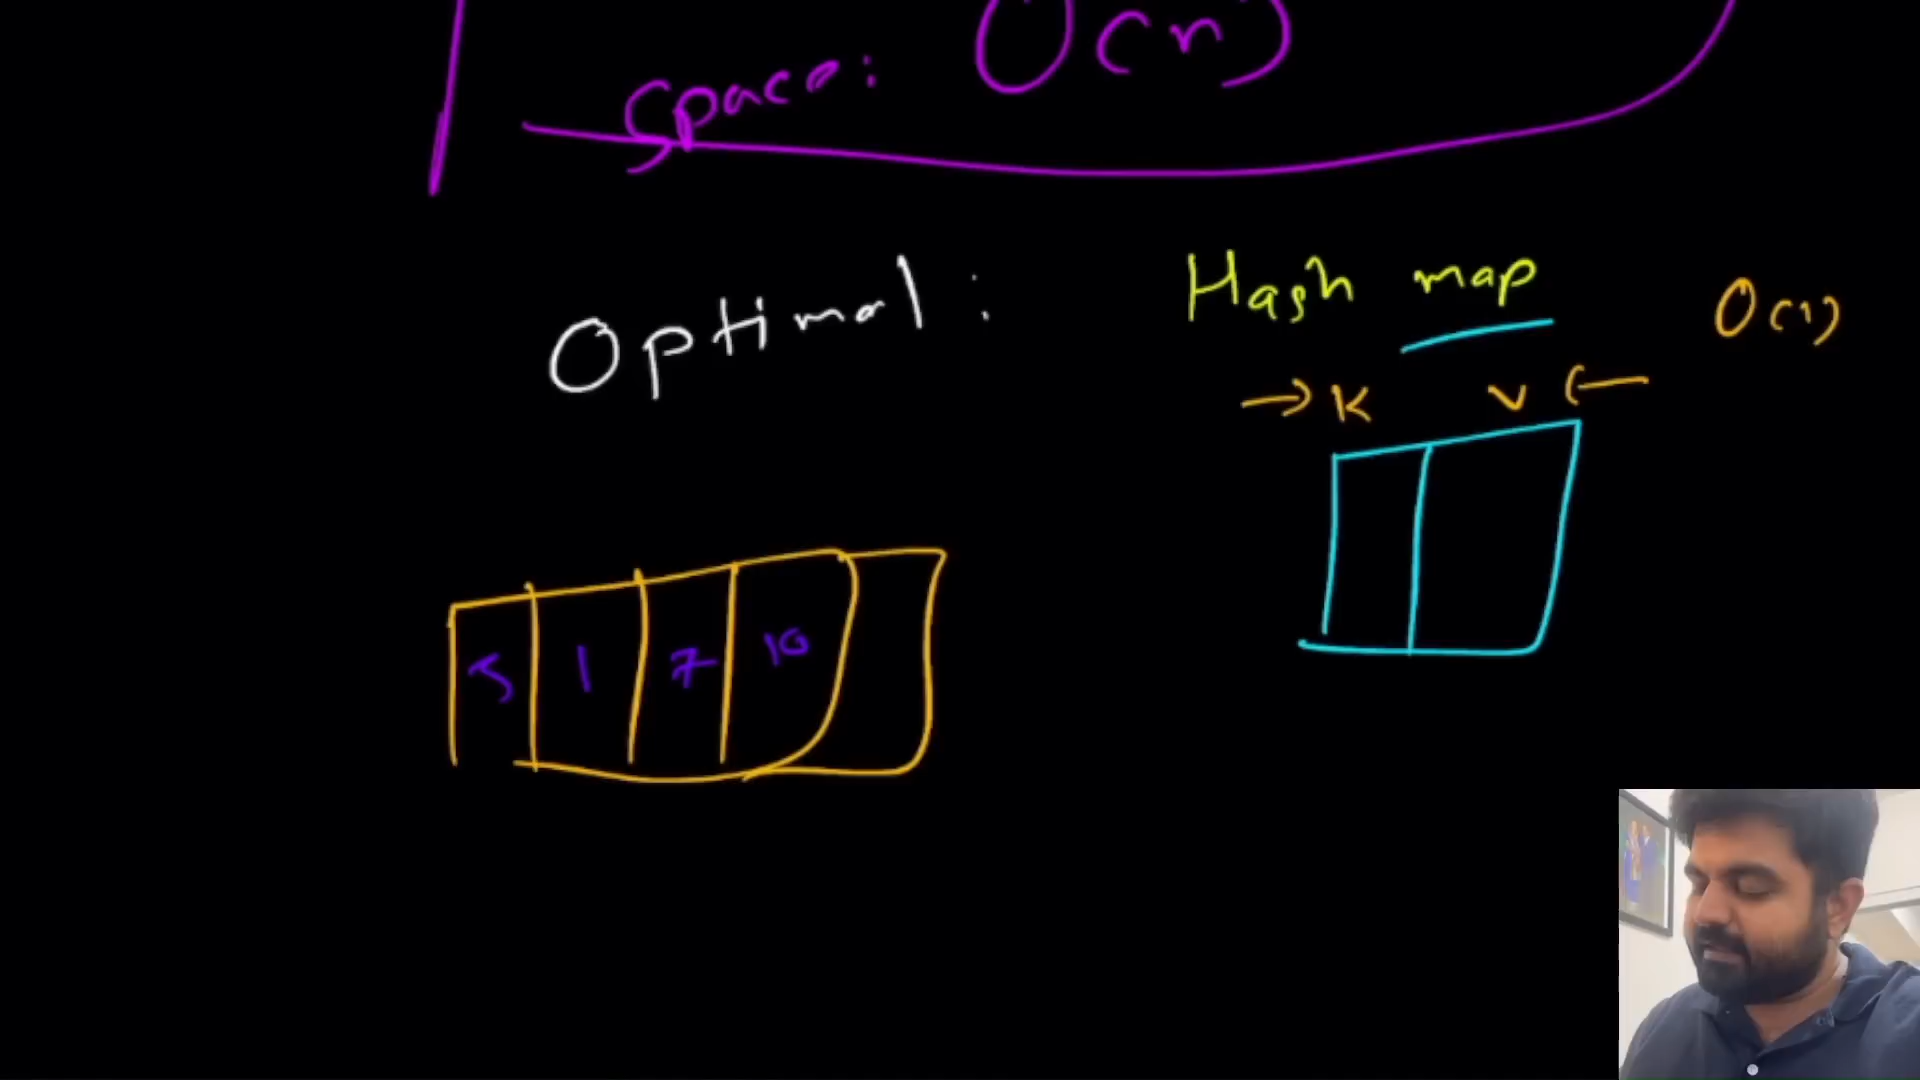 Space: O(n)
Optimal :
Hash map
O(1)
→ K V ←
5 1 7 10